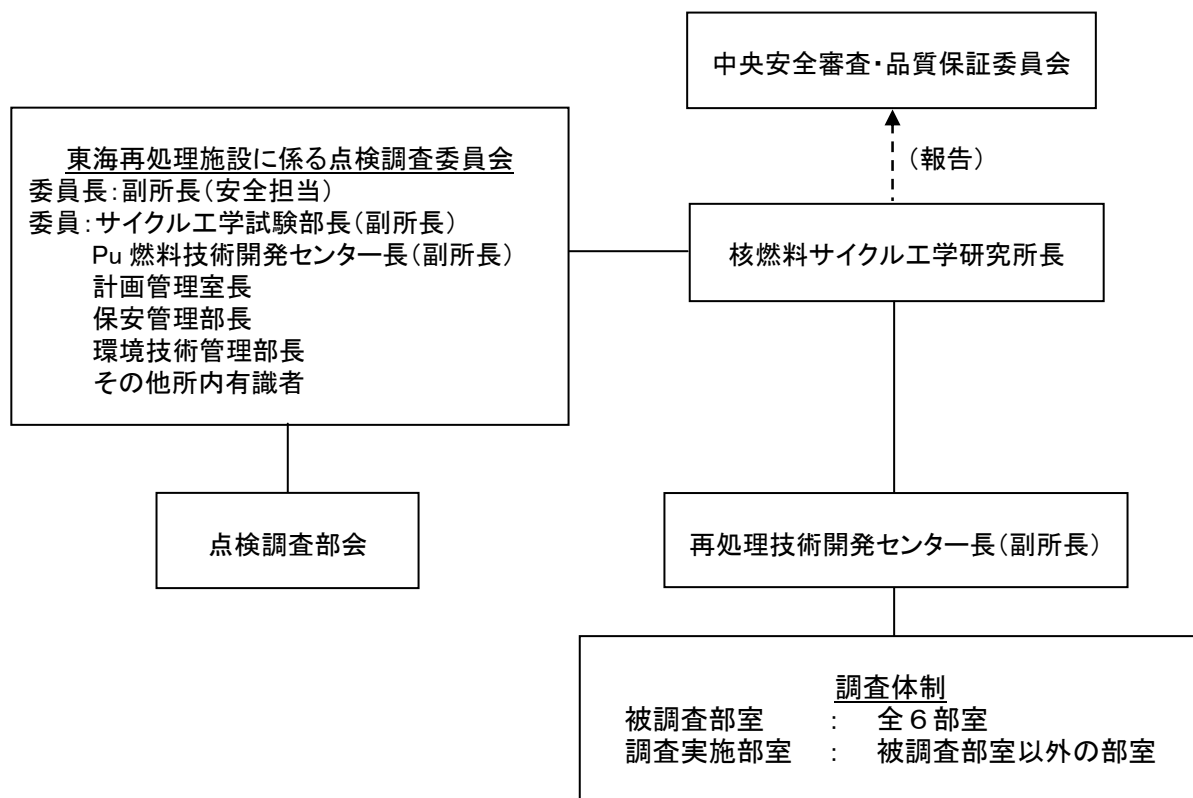 中央安全審査・品質保証委員会
東海再処理施設に係る点検調査委員会
委員長：副所長（安全担当）
委員：サイクル工学試験部長（副所長）
Pu 燃料技術開発センター長（副所長）
計画管理室長
保安管理部長
環境技術管理部長
その他所内有識者
（報告）
核燃料サイクル工学研究所長
点検調査部会
再処理技術開発センター長（副所長）
調査体制
被調査部室 ： 全６部室
調査実施部室 ： 被調査部室以外の部室